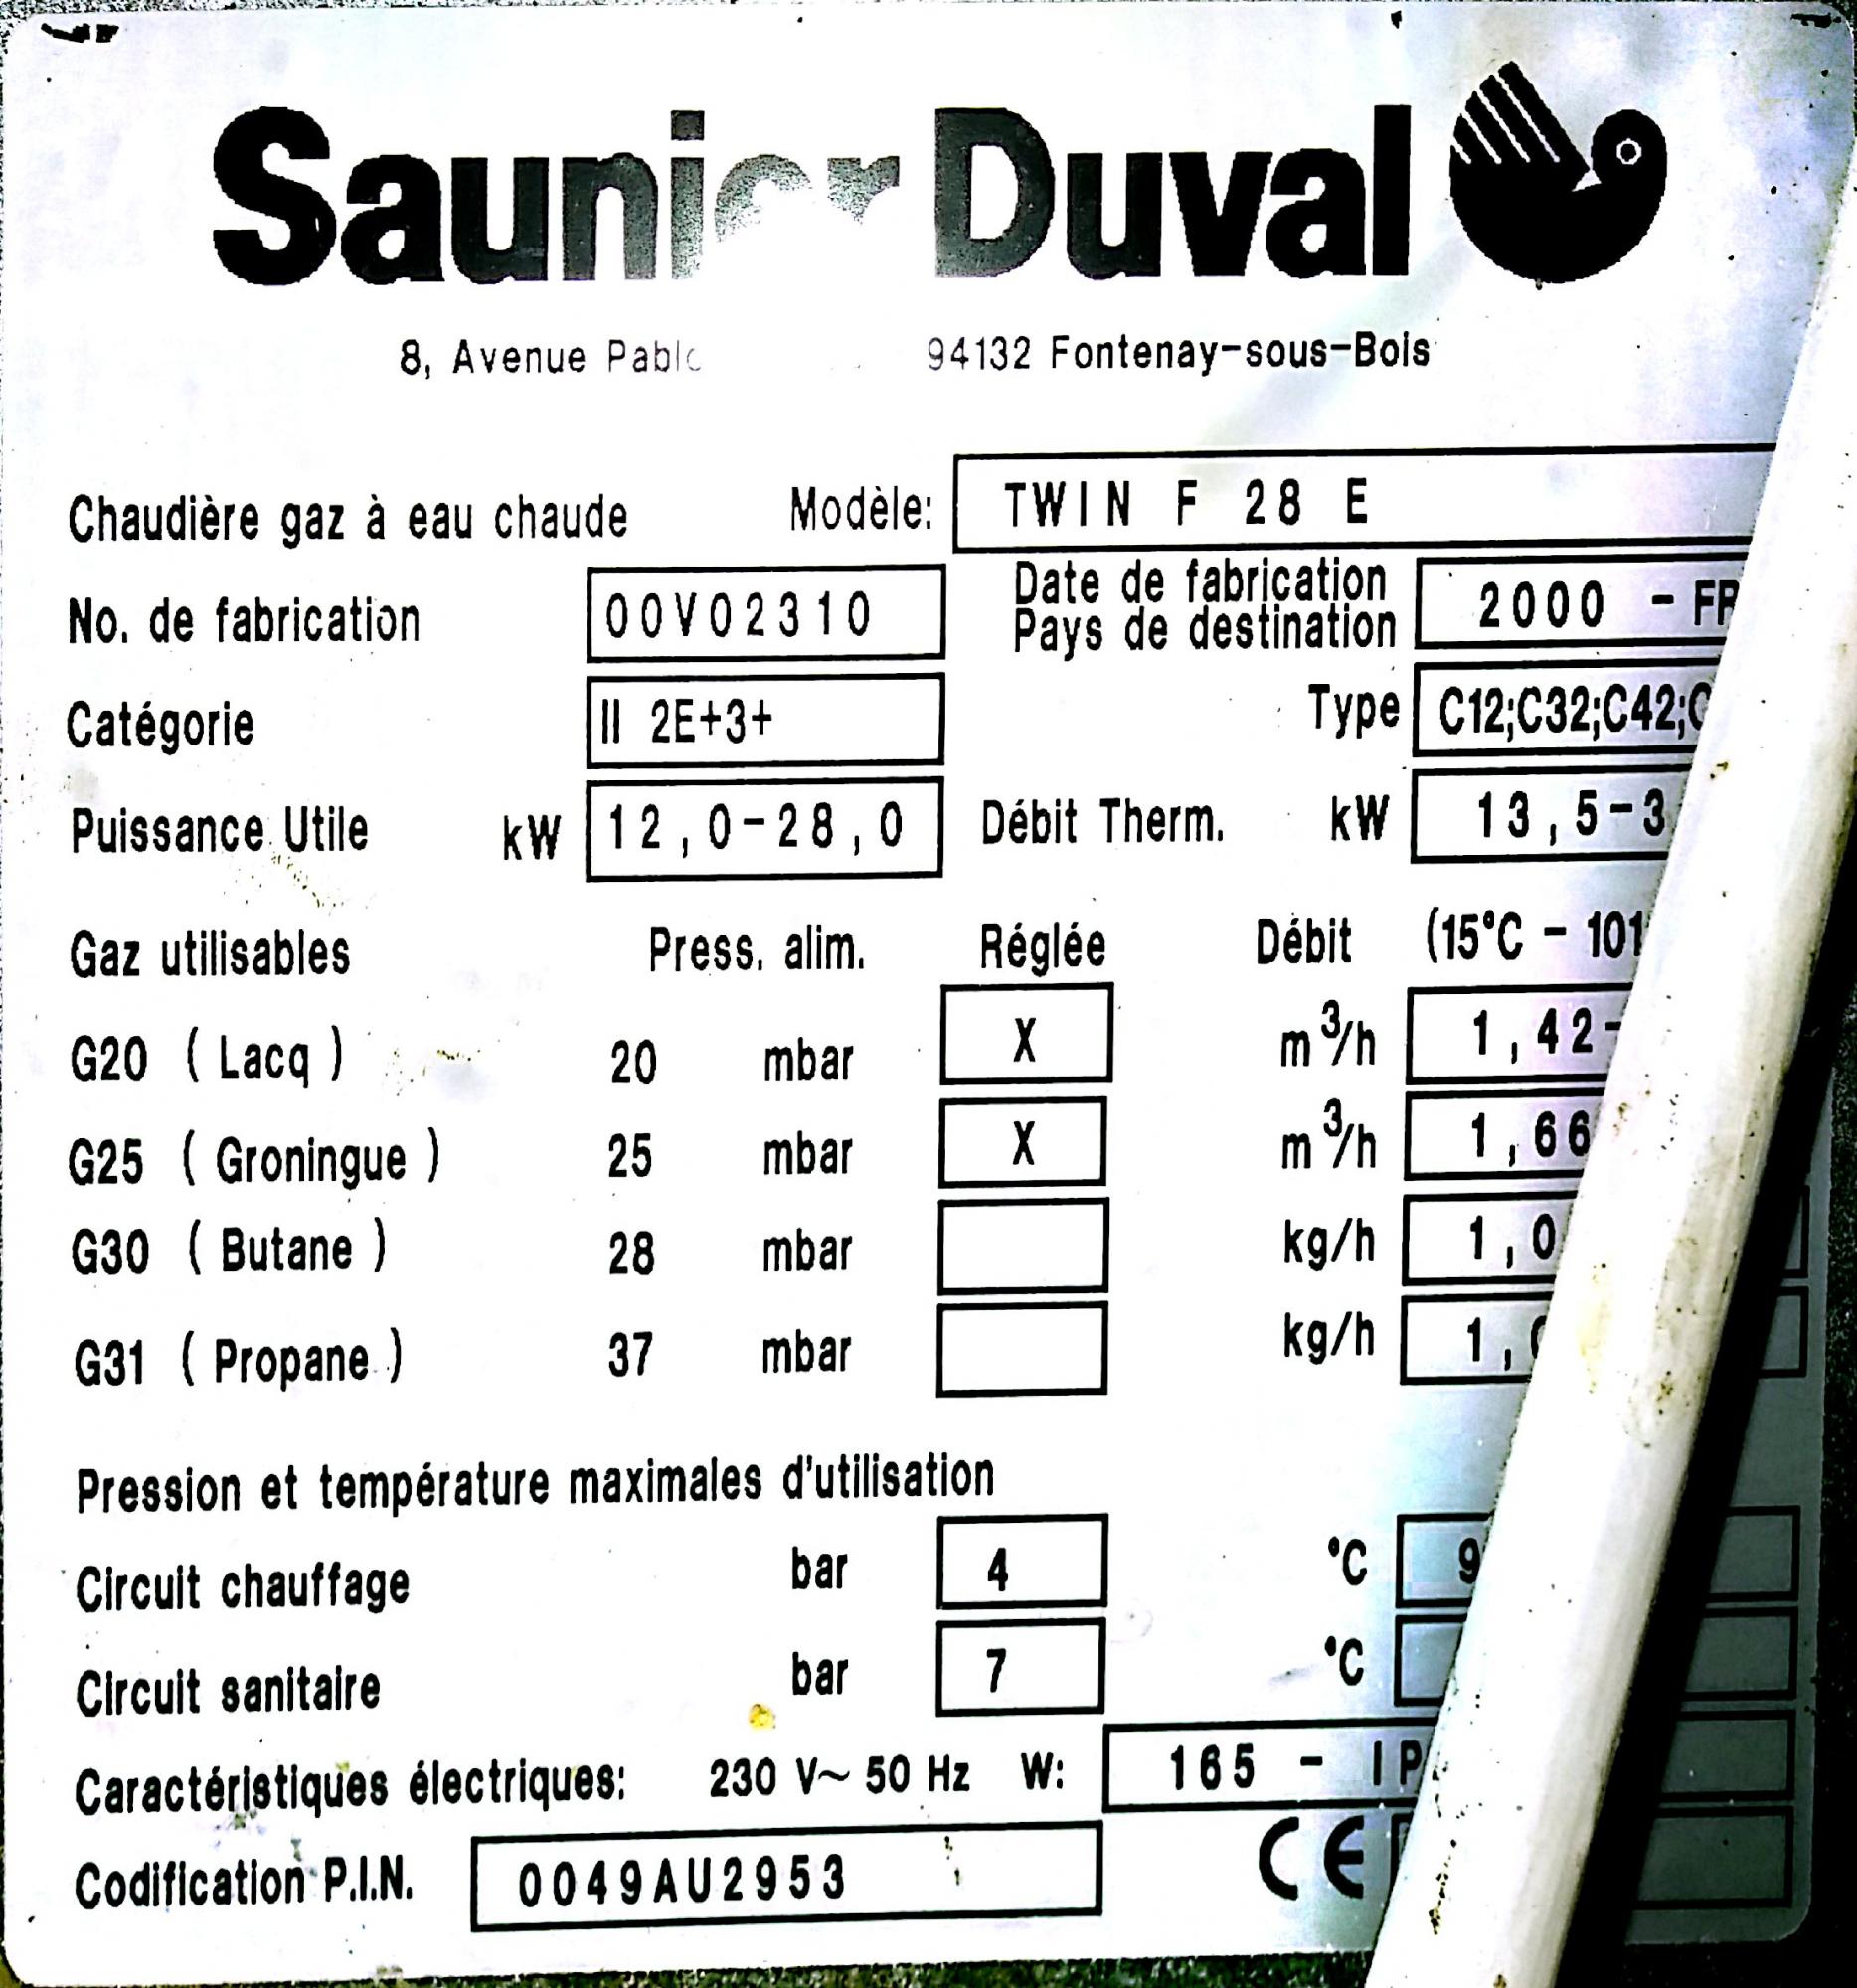 Saunier Duval
8, Avenue Pablo 94132 Fontenay-sous-Bois
Chaudière gaz à eau chaude Modèle: TWIN F 28 E
No. de fabrication 00V02310 Date de fabrication 2000 - FR
Pays de destination
Catégorie II 2E+3+ Type C12;C32;C42;
Puissance Utile kW 12,0-28,0 Débit Therm. kW 13,5-3
Gaz utilisables Press. alim. Réglée Débit (15°C - 101
G20 ( Lacq ) 20 mbar X m³/h 1,42-
G25 ( Groningue ) 25 mbar X m³/h 1,66
G30 ( Butane ) 28 mbar kg/h 1,0
G31 ( Propane ) 37 mbar kg/h 1,
Pression et température maximales d'utilisation
Circuit chauffage bar 4 °C 9
Circuit sanitaire bar 7 °C
Caractéristiques électriques: 230 V~ 50 Hz W: 165 - IP
Codification P.I.N. 0049AU2953 CE